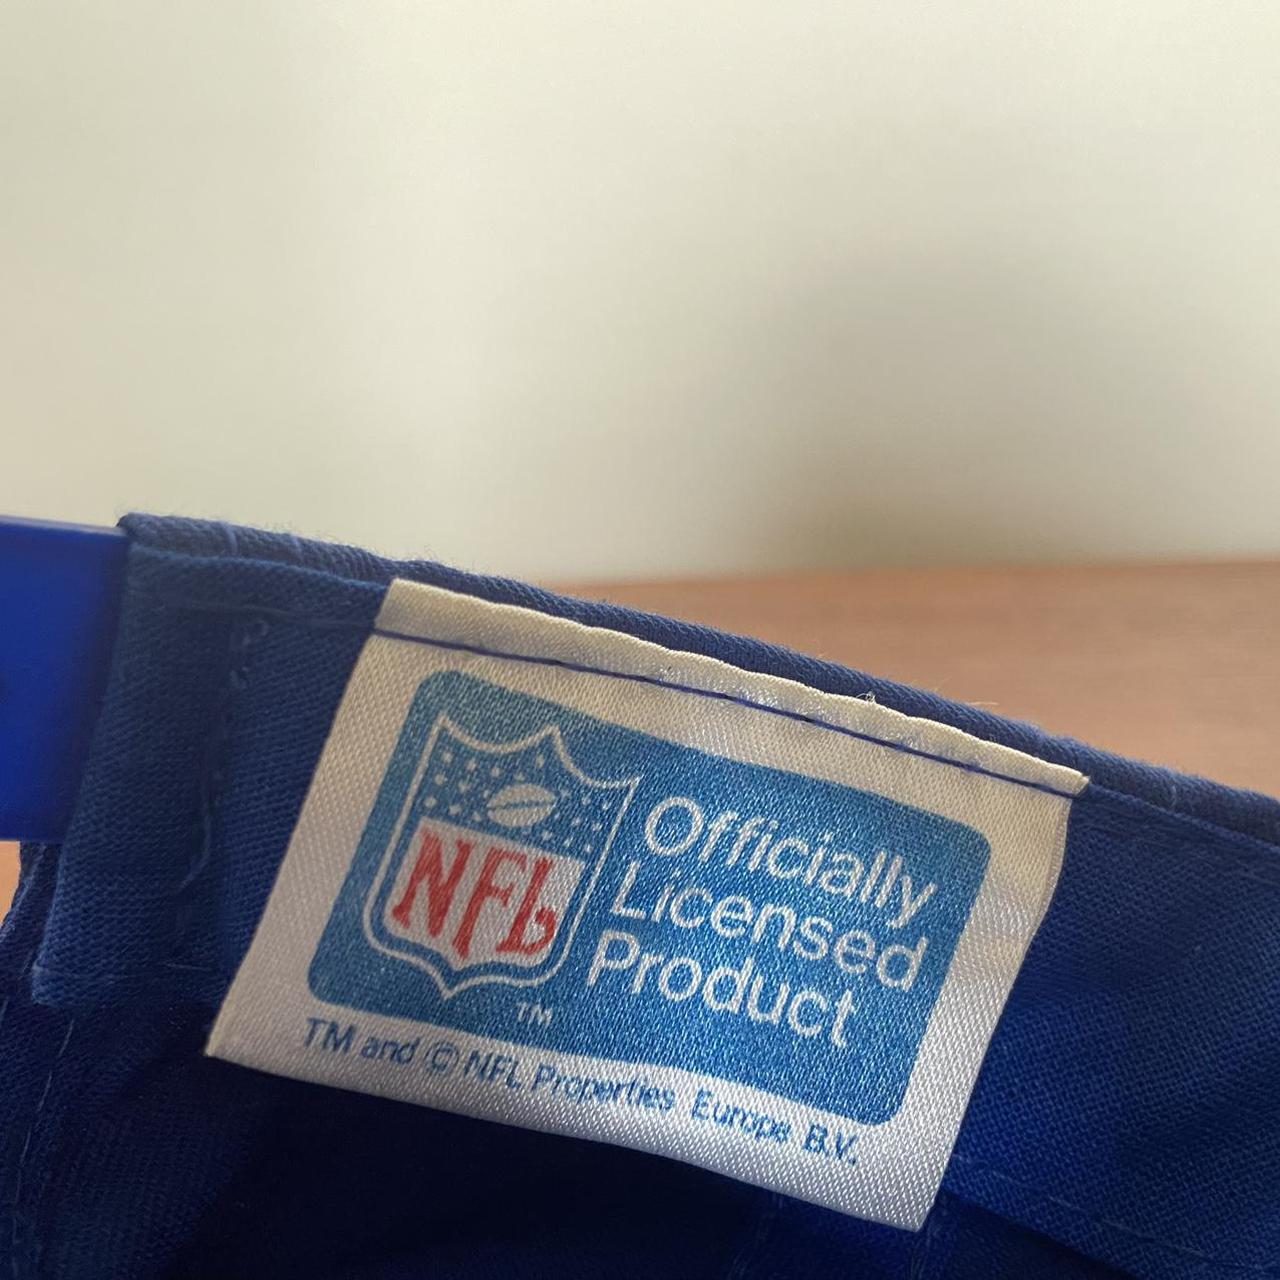 NFL
Officially
Licensed
Product
TM
TM and © NFL Properties Europe B.V.